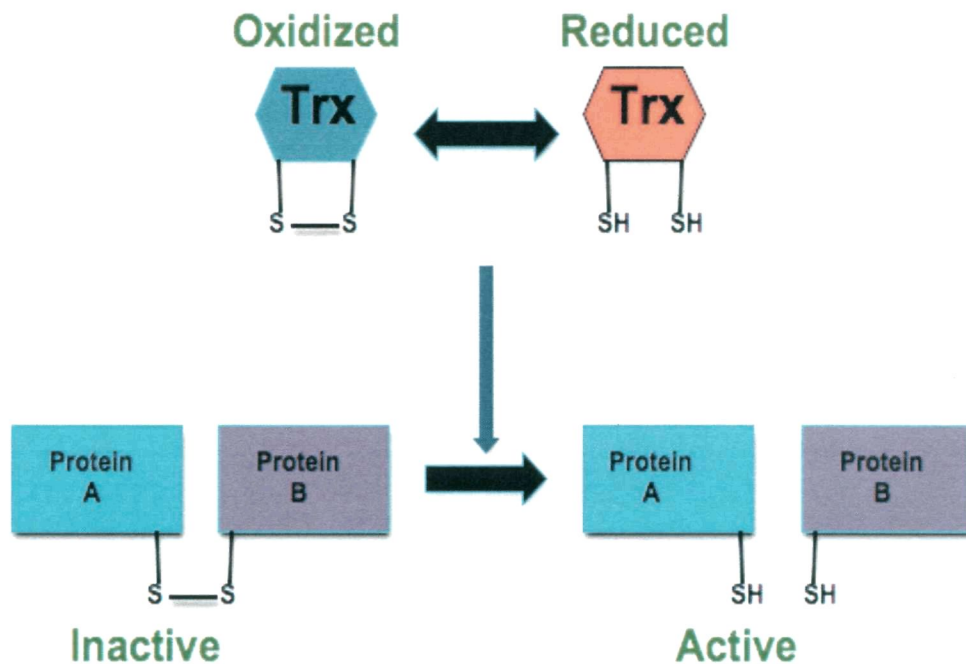 Oxidized Reduced
Trx Trx
S S SH SH
Protein A Protein B Protein A Protein B
S S SH SH
Inactive Active